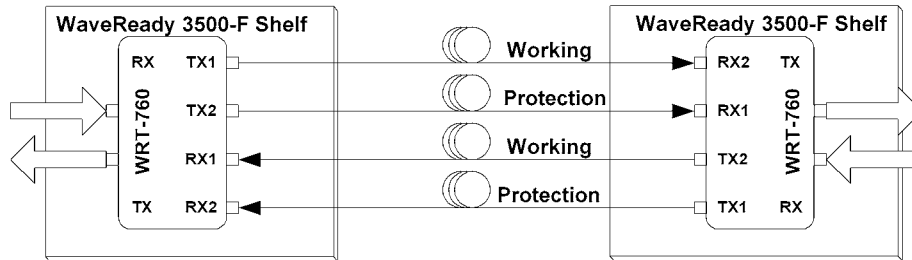 WaveReady 3500-F Shelf
RX TX1
TX2
WRT-760
RX1
TX RX2
Working
Protection
Working
Protection
WaveReady 3500-F Shelf
RX2 TX
RX1
WRT-760
TX2
TX1 RX